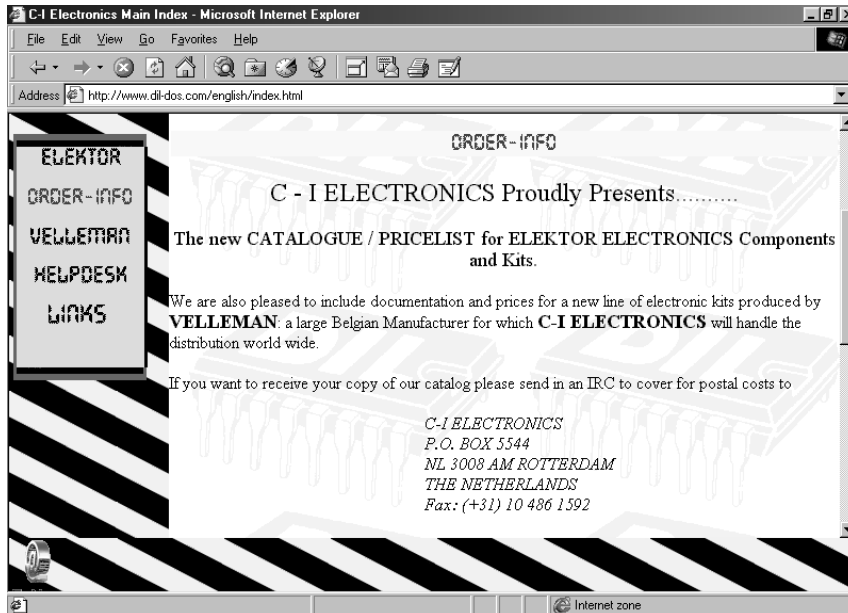 C-I Electronics Main Index - Microsoft Internet Explorer
File Edit View Go Favorites Help
Address http://www.dil-dos.com/english/index.html
ELEKTOR
ORDER-INFO
VELLEMAN
HELPDESK
LINKS
ORDER-INFO
C - I ELECTRONICS Proudly Presents..........
The new CATALOGUE / PRICELIST for ELEKTOR ELECTRONICS Components
and Kits.
We are also pleased to include documentation and prices for a new line of electronic kits produced by
VELLEMAN: a large Belgian Manufacturer for which C-I ELECTRONICS will handle the
distribution world wide.
If you want to receive your copy of our catalog please send in an IRC to cover for postal costs to
C-I ELECTRONICS
P.O. BOX 5544
NL 3008 AM ROTTERDAM
THE NETHERLANDS
Fax: (+31) 10 486 1592
Internet zone